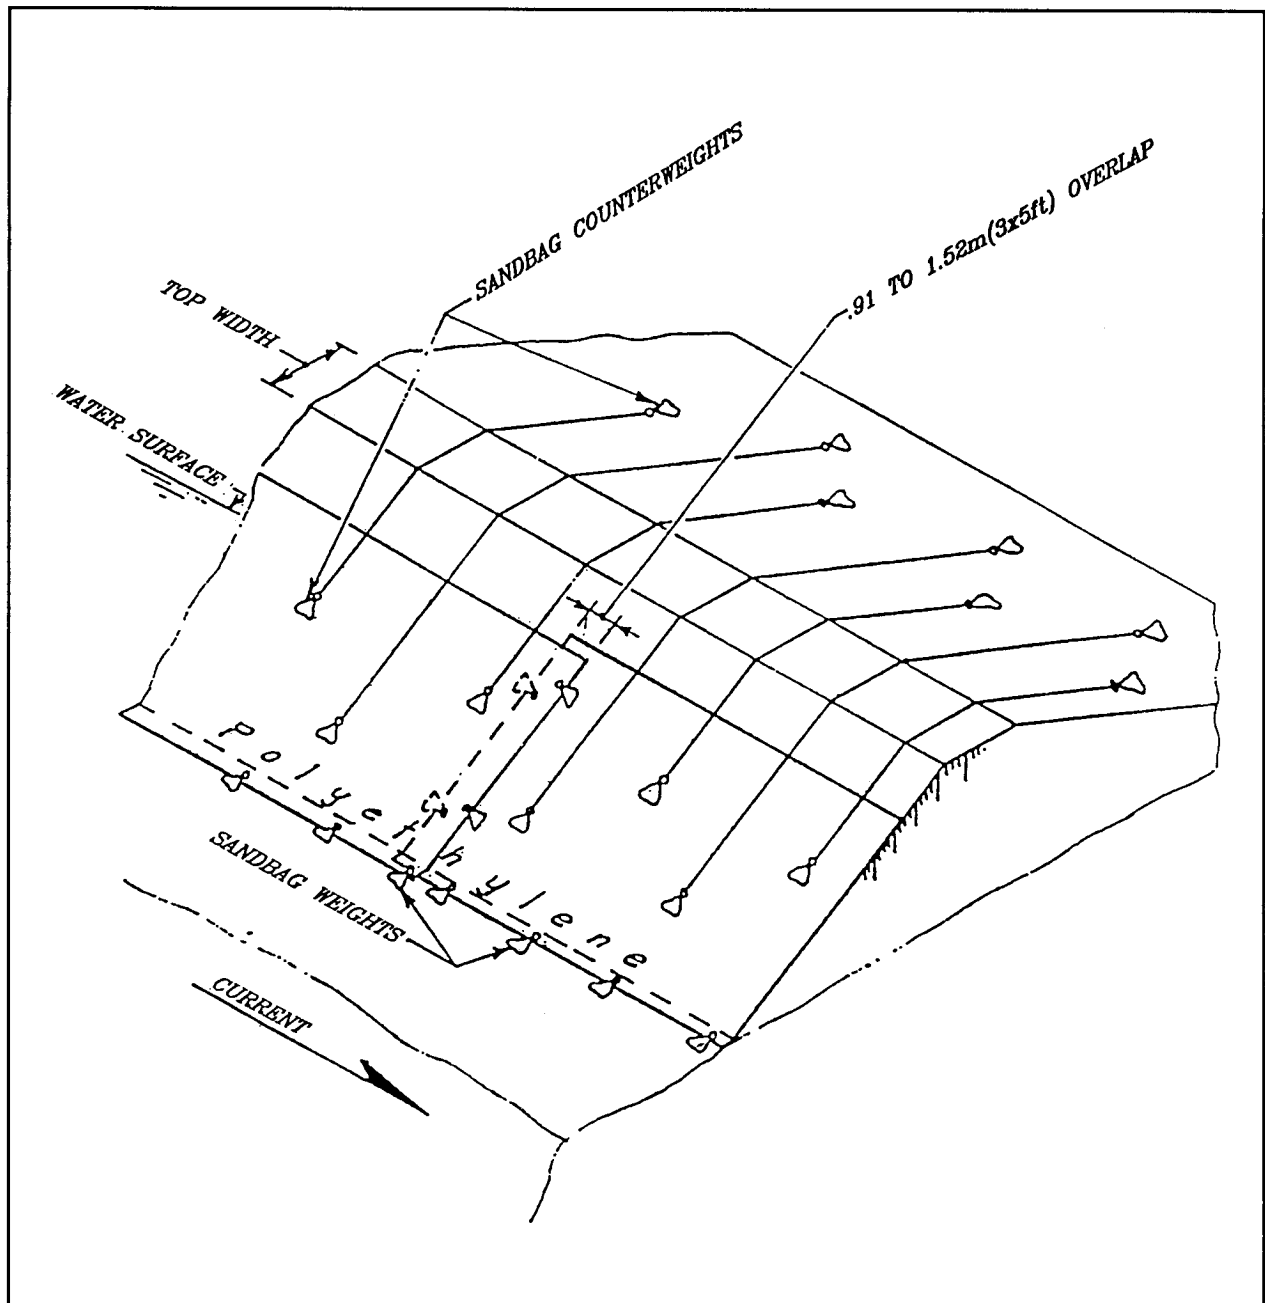 SANDBAG COUNTERWEIGHTS
.91 TO 1.52m(3x5ft) OVERLAP
TOP WIDTH
WATER SURFACE
Polyethylene
SANDBAG WEIGHTS
CURRENT